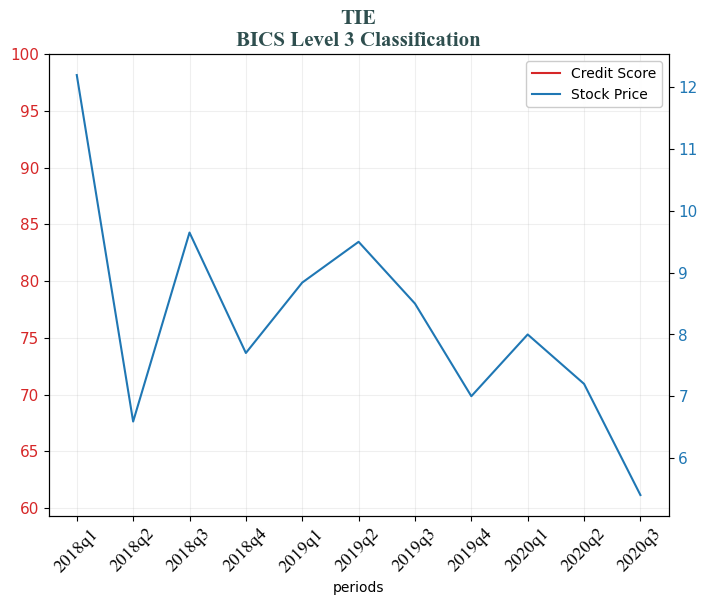 TIE
BICS Level 3 Classification
Credit Score
Stock Price
100
95
90
85
80
75
70
65
60
12
11
10
9
8
7
6
2018q1
2018q2
2018q3
2018q4
2019q1
2019q2
2019q3
2019q4
2020q1
2020q2
2020q3
periods